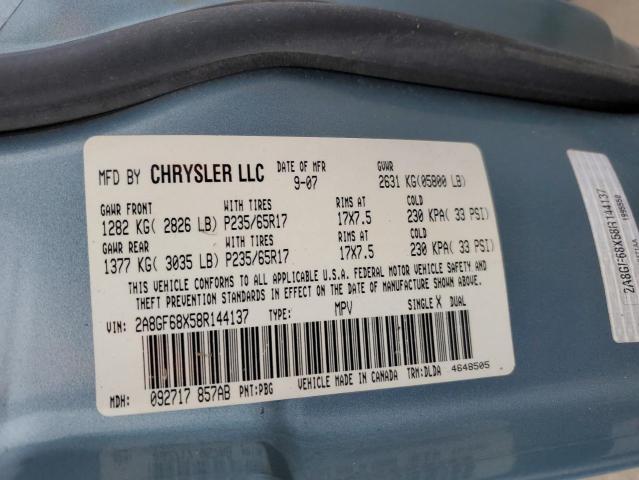 MFD BY CHRYSLER LLC DATE OF MFR 9-07 GVWR 2631 KG(05800 LB)
GAWR FRONT WITH TIRES RIMS AT COLD
1282 KG( 2826 LB) P235/65R17 17X7.5 230 KPA( 33 PSI)
GAWR REAR WITH TIRES RIMS AT COLD
1377 KG( 3035 LB) P235/65R17 17X7.5 230 KPA( 33 PSI)
THIS VEHICLE CONFORMS TO ALL APPLICABLE U.S.A. FEDERAL MOTOR VEHICLE SAFETY AND
THEFT PREVENTION STANDARDS IN EFFECT ON THE DATE OF MANUFACTURE SHOWN ABOVE.
VIN: 2A8GF68X58R144137 TYPE: MPV SINGLE X DUAL
MDH: 092717 857AB PNT:PBG VEHICLE MADE IN CANADA TRM:DLDA 4648505
2A8GF68X58R144137